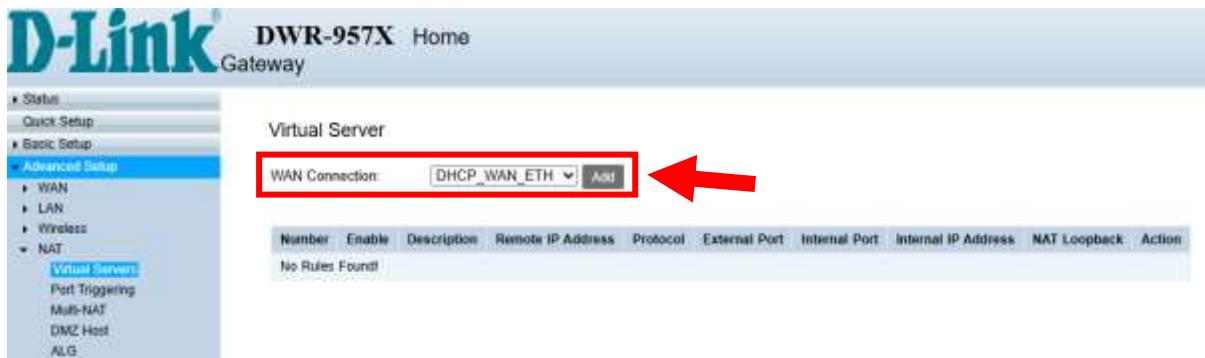 D-Link DWR-957X Home
Gateway
Status
Quick Setup
Basic Setup
Advanced Setup
WAN
LAN
Wireless
NAT
Virtual Servers
Port Triggering
Multi-NAT
DMZ Host
ALG
Virtual Server
WAN Connection: DHCP_WAN_ETH Add
Number Enable Description Remote IP Address Protocol External Port Internal Port Internal IP Address NAT Loopback Action
No Rules Found!